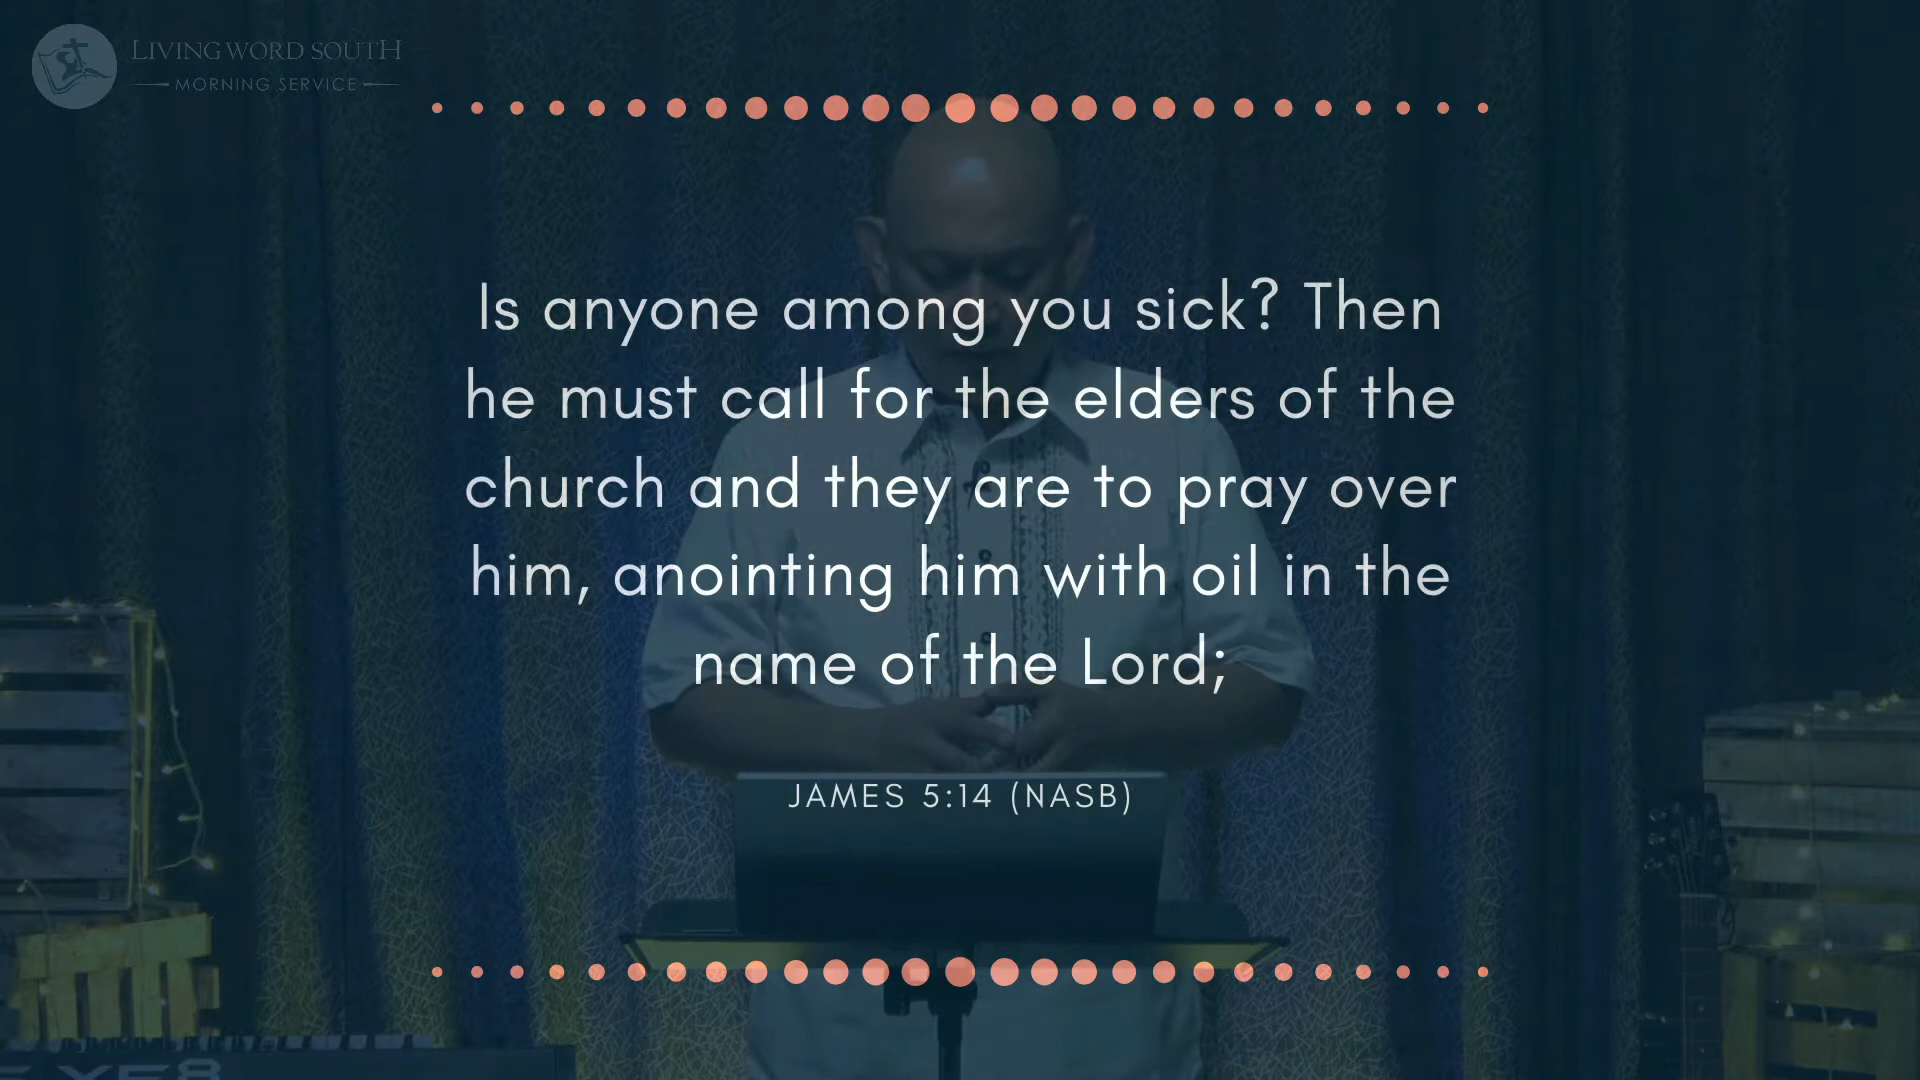 LIVING WORD SOUTH
MORNING SERVICE
Is anyone among you sick? Then
he must call for the elders of the
church and they are to pray over
him, anointing him with oil in the
name of the Lord;
JAMES 5:14 (NASB)